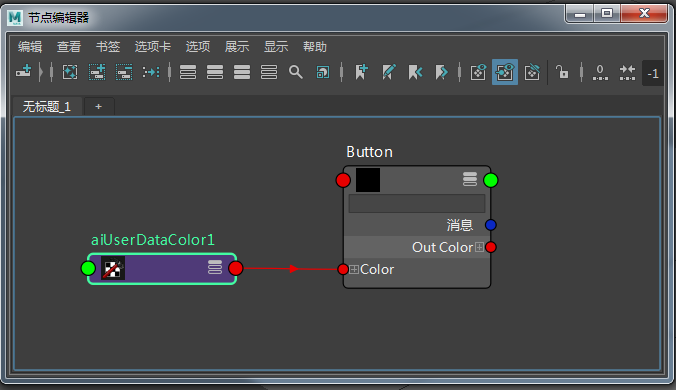 节点编辑器
编辑 查看 书签 选项卡 选项 展示 显示 帮助
0 -1
无标题_1 +
Button
消息
Out Color
aiUserDataColor1
Color